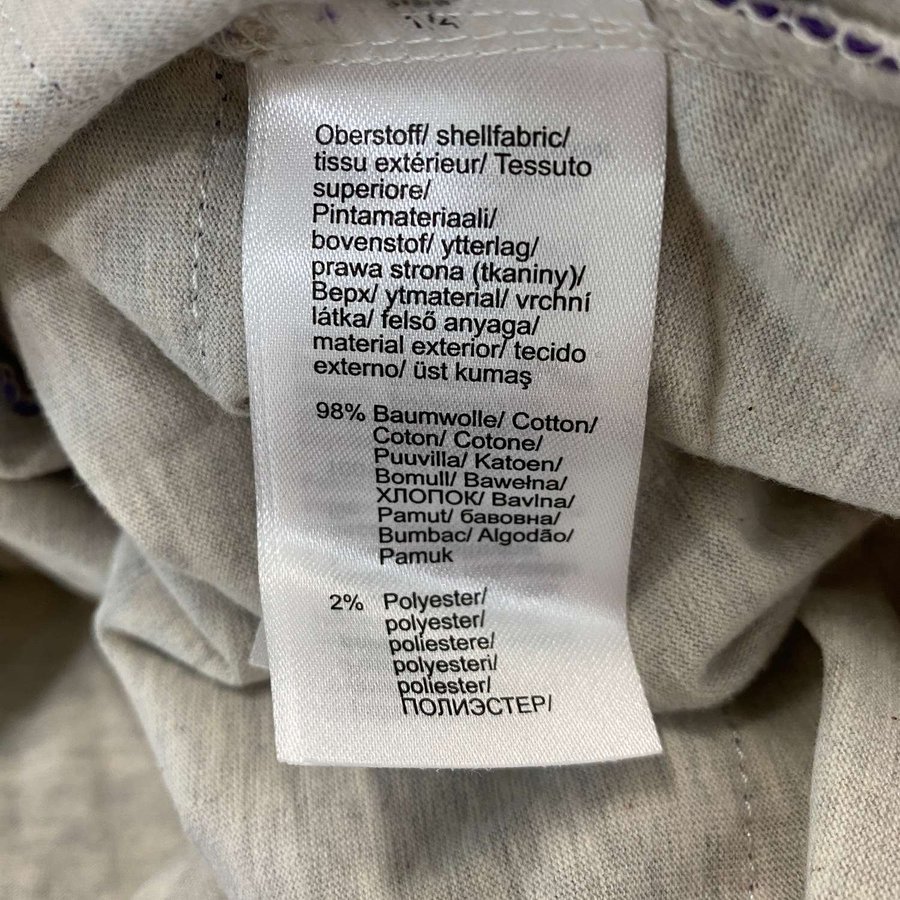 1/4
Oberstoff/ shellfabric/
tissu extérieur/ Tessuto
superiore/
Pintamateriaali/
bovenstof/ ytterlag/
prawa strona (tkaniny)/
Верх/ ytmaterial/ vrchní
látka/ felső anyaga/
material exterior/ tecido
externo/ üst kumaş
98% Baumwolle/ Cotton/
Coton/ Cotone/
Puuvilla/ Katoen/
Bomull/ Bawełna/
ХЛОПОК/ Bavlna/
Pamut/ бавовна/
Bumbac/ Algodão/
Pamuk
2% Polyester/
polyester/
poliestere/
polyesteri/
poliester/
ПОЛИЭСТЕР/